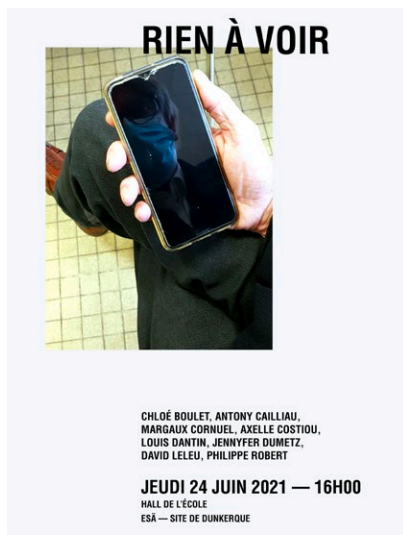 RIEN À VOIR
CHLOÉ BOULET, ANTONY CAILLIAU,
MARGAUX CORNUEL, AXELLE COSTIOU,
LOUIS DANTIN, JENNYFER DUMETZ,
DAVID LELEU, PHILIPPE ROBERT
JEUDI 24 JUIN 2021 — 16H00
HALL DE L'ÉCOLE
ESÄ — SITE DE DUNKERQUE